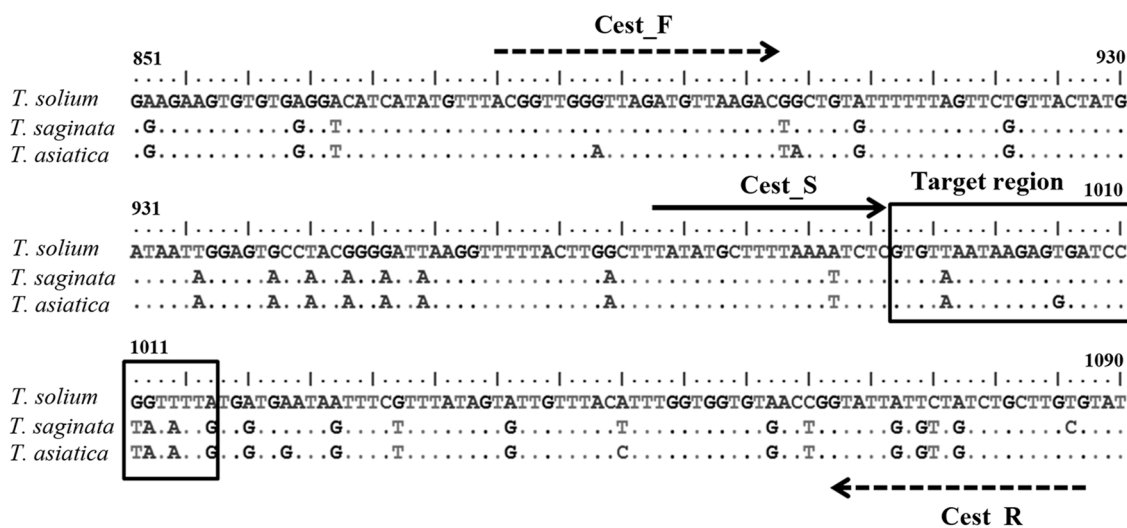 Cest_F
851 930
....|....|....|....|....|....|....|....|....|....|....|....|....|....|....|....|
T. solium GAAGAAGTGTGTGAGGACATCATATGTTTACGGTTGGGTTAGATGTTAAGACGGCTGTATTTTTTAGTTCTGTTACTATG
T. saginata .G...........G..T...................................T.....G...........G.........
T. asiatica .G...........G..T....................A..............TA....G...........G.........
Cest_S Target region
931 1010
....|....|....|....|....|....|....|....|....|....|....|....|....|....|....|....|
T. solium ATAATTGGAGTGCCTACGGGGATTAAGGTTTTTACTTGGCTTTATATGCTTTTAAAATCTCGTGTTAATAAGAGTGATCC
T. saginata .....A.....A..A..A..A..A..............A.................T........A..............
T. asiatica .....A.....A..A..A..A..A..............A.................T........A........G.....
1011 1090
....|....|....|....|....|....|....|....|....|....|....|....|....|....|....|....|
T. solium GGTTTTATGATGAATAATTTCGTTTATAGTATTGTTTACATTTGGTGGTGTAACCGGTATTATTCTATCTGCTTGTGTAT
T. saginata TA.A..G..G......G....T........G........T...........G..T......G.GT.G........C....
T. asiatica TA.A..G..G..G...G....T........G........C...........G..T......G.GT.G.............
Cest_R